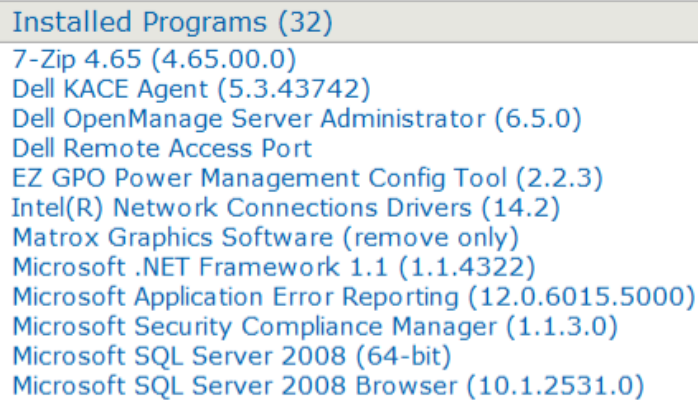 Installed Programs (32)
7-Zip 4.65 (4.65.00.0)
Dell KACE Agent (5.3.43742)
Dell OpenManage Server Administrator (6.5.0)
Dell Remote Access Port
EZ GPO Power Management Config Tool (2.2.3)
Intel(R) Network Connections Drivers (14.2)
Matrox Graphics Software (remove only)
Microsoft .NET Framework 1.1 (1.1.4322)
Microsoft Application Error Reporting (12.0.6015.5000)
Microsoft Security Compliance Manager (1.1.3.0)
Microsoft SQL Server 2008 (64-bit)
Microsoft SQL Server 2008 Browser (10.1.2531.0)